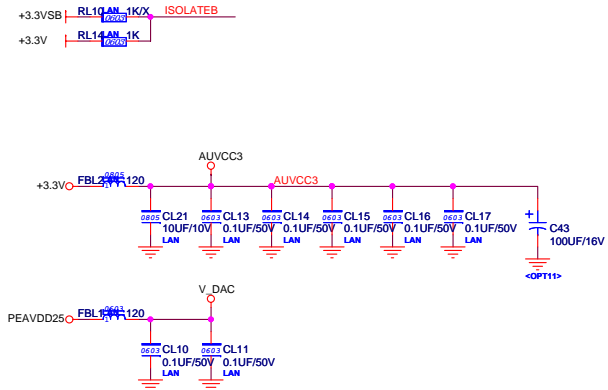 +3.3VSB RL10 LAN 1K/X ISOLATEB
0603
+3.3V RL14 LAN 1K
0603
AUVCC3
0805
+3.3V 120 AUVCC3
0805 CL21 0603 CL13 0603 CL14 0603 CL15 0603 CL16 0603 CL17
10UF/10V 0.1UF/50V 0.1UF/50V 0.1UF/50V 0.1UF/50V 0.1UF/50V
LAN LAN LAN LAN LAN LAN
+ C43
100UF/16V
<OPT11>
V_DAC
0603
PEAVDD25 120
0603 CL10 0603 CL11
0.1UF/50V 0.1UF/50V
LAN LAN